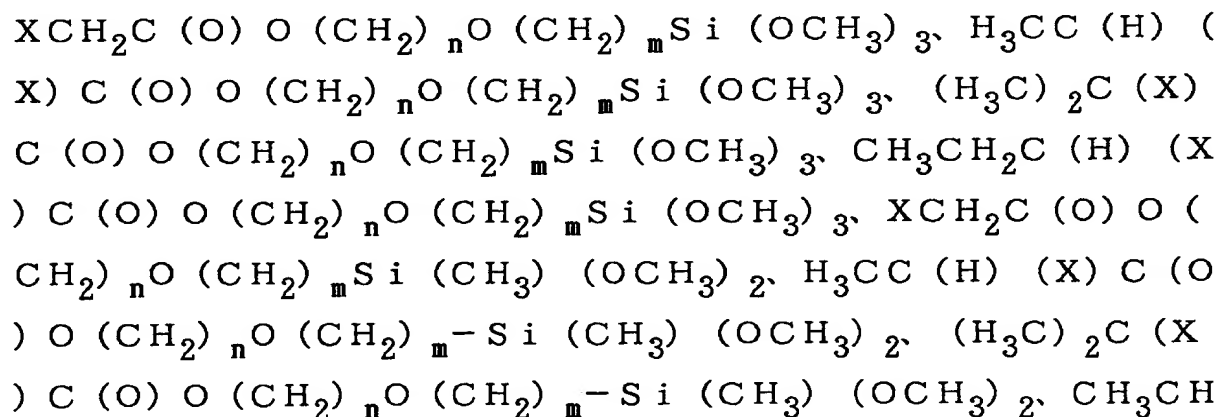 XCH₂C (O) O (CH₂) ₙO (CH₂) ₘSi (OCH₃) ₃、H₃CC (H) (
X) C (O) O (CH₂) ₙO (CH₂) ₘSi (OCH₃) ₃、 (H₃C) ₂C (X)
C (O) O (CH₂) ₙO (CH₂) ₘSi (OCH₃) ₃、CH₃CH₂C (H) (X
) C (O) O (CH₂) ₙO (CH₂) ₘSi (OCH₃) ₃、XCH₂C (O) O (
CH₂) ₙO (CH₂) ₘSi (CH₃) (OCH₃) ₂、H₃CC (H) (X) C (O
) O (CH₂) ₙO (CH₂) ₘ−Si (CH₃) (OCH₃) ₂、 (H₃C) ₂C (X
) C (O) O (CH₂) ₙO (CH₂) ₘ−Si (CH₃) (OCH₃) ₂、CH₃CH